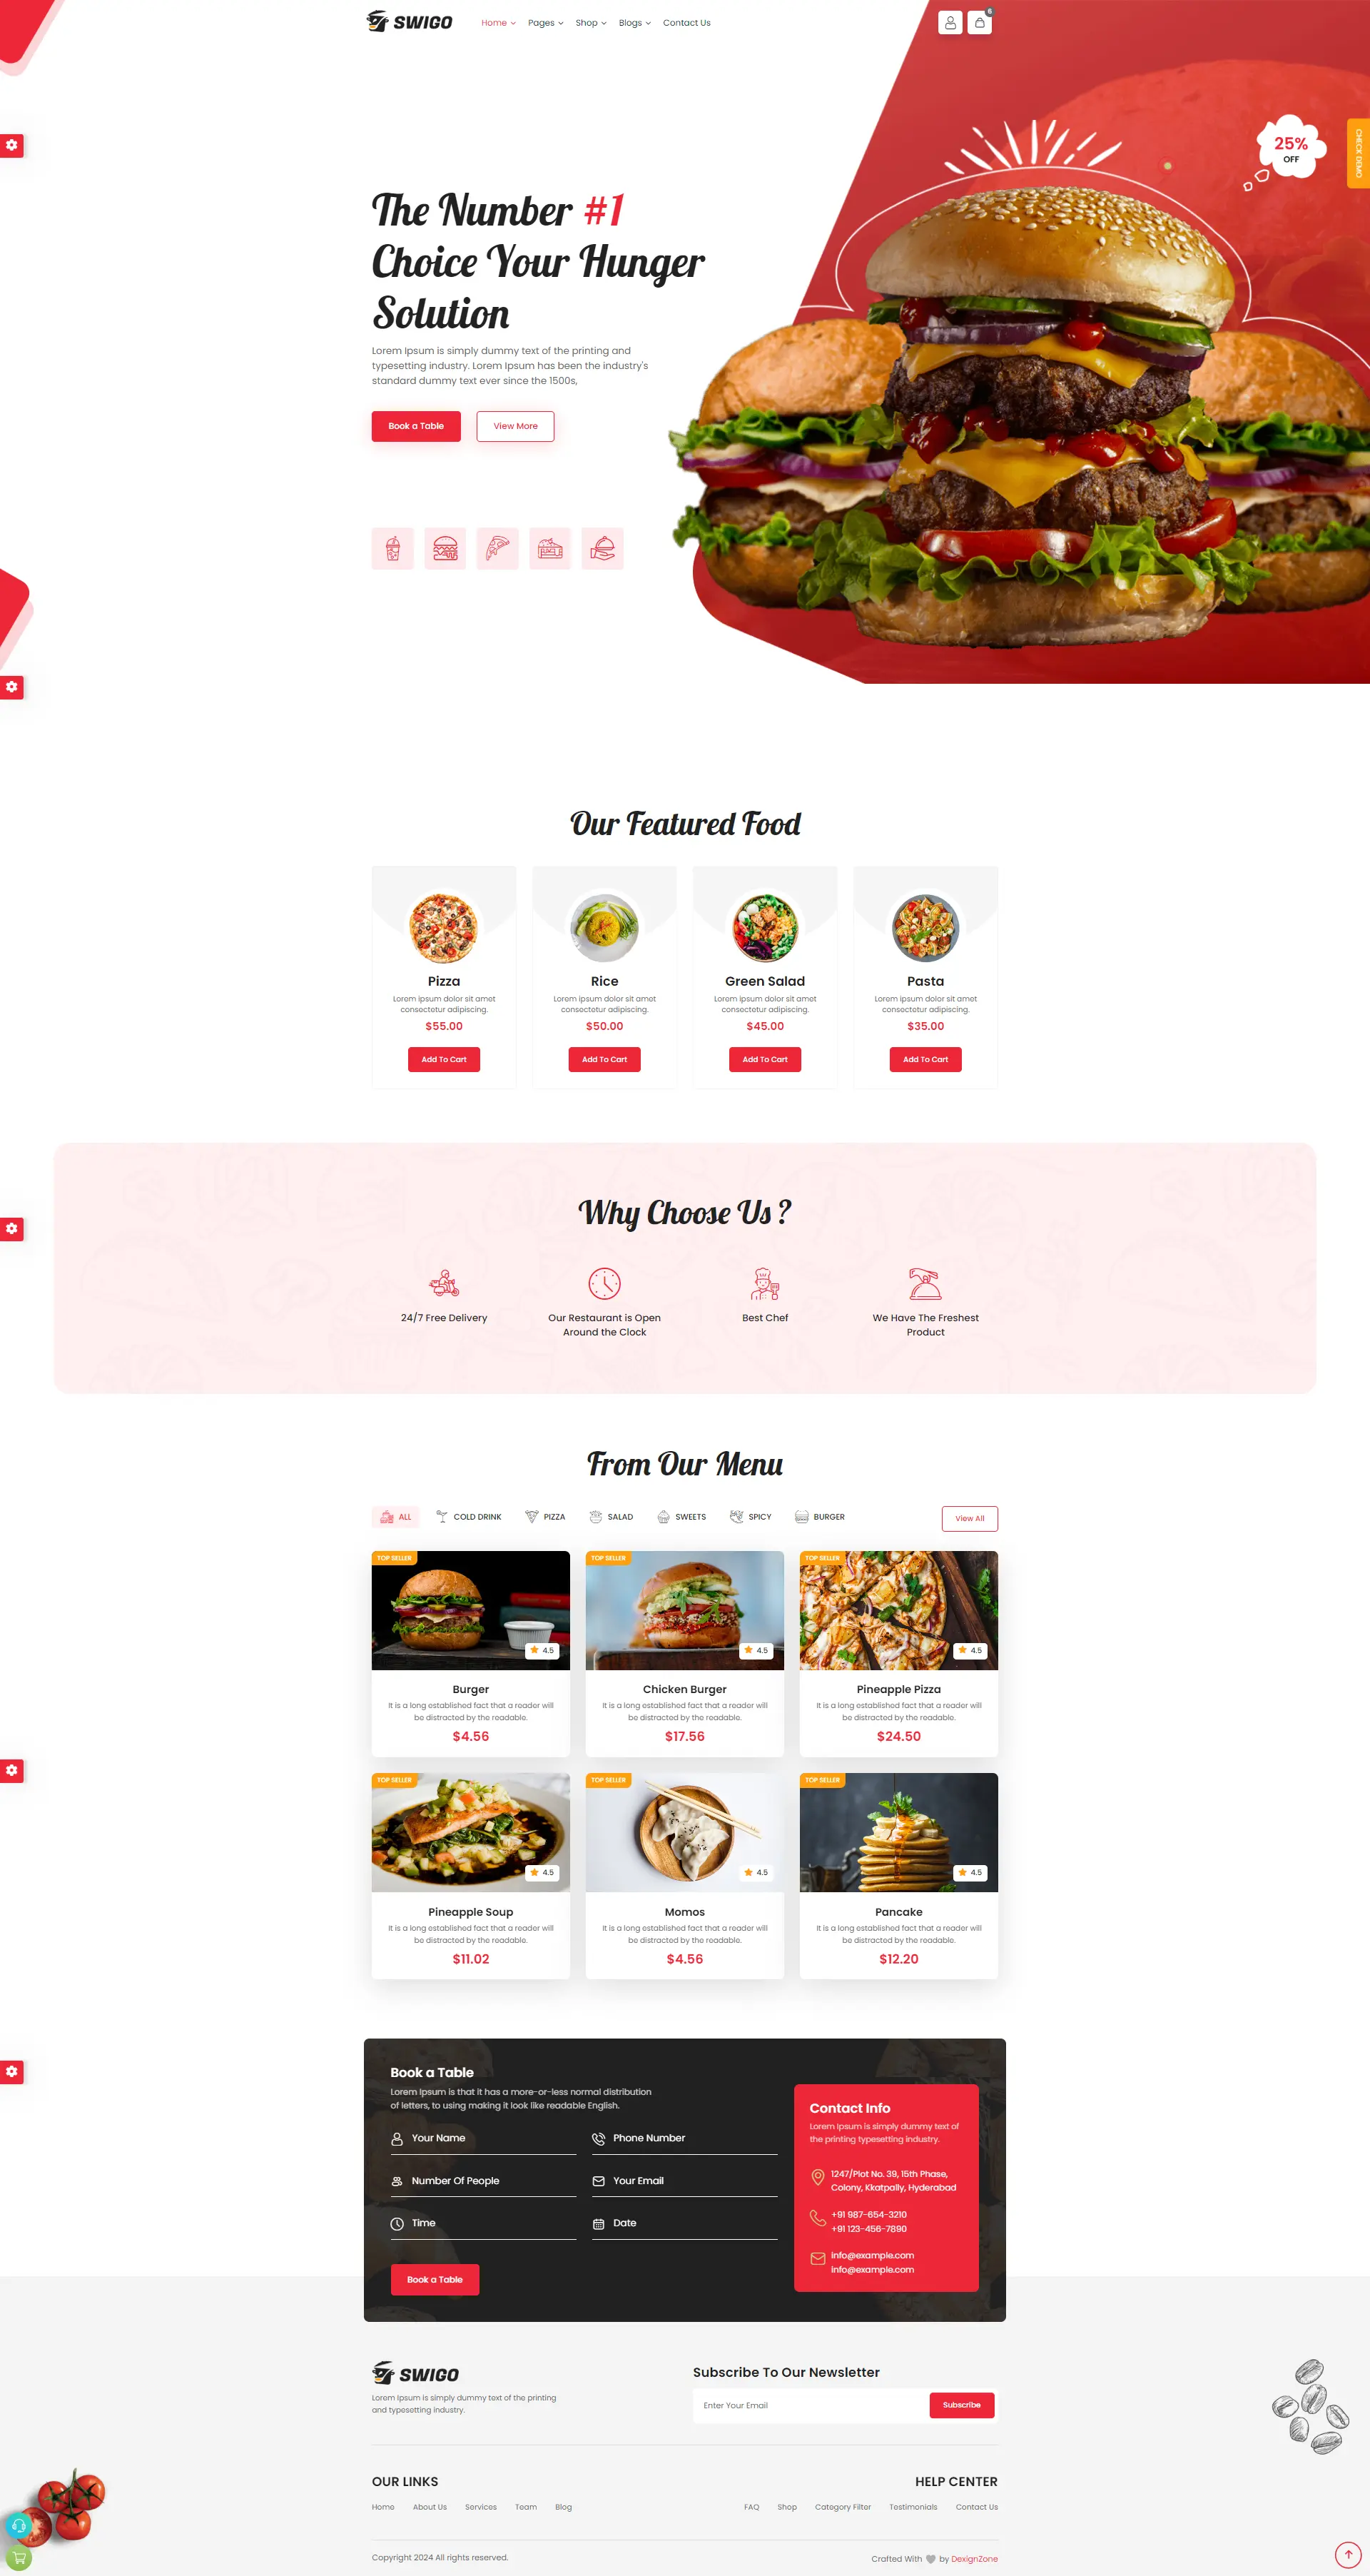 SWIGO
Home
Pages
Shop
Blogs
Contact Us
6
25%
OFF
CHECK DEMO
The Number #1
Choice Your Hunger
Solution
Lorem Ipsum is simply dummy text of the printing and
typesetting industry. Lorem Ipsum has been the industry's
standard dummy text ever since the 1500s,
Book a Table
View More
Our Featured Food
Pizza
Lorem ipsum dolor sit amet
consectetur adipiscing.
$55.00
Add To Cart
Rice
Lorem ipsum dolor sit amet
consectetur adipiscing.
$50.00
Add To Cart
Green Salad
Lorem ipsum dolor sit amet
consectetur adipiscing.
$45.00
Add To Cart
Pasta
Lorem ipsum dolor sit amet
consectetur adipiscing.
$35.00
Add To Cart
Why Choose Us ?
24/7 Free Delivery
Our Restaurant is Open
Around the Clock
Best Chef
We Have The Freshest
Product
From Our Menu
ALL
COLD DRINK
PIZZA
SALAD
SWEETS
SPICY
BURGER
View All
TOP SELLER
4.5
Burger
It is a long established fact that a reader will
be distracted by the readable.
$4.56
TOP SELLER
4.5
Chicken Burger
It is a long established fact that a reader will
be distracted by the readable.
$17.56
TOP SELLER
4.5
Pineapple Pizza
It is a long established fact that a reader will
be distracted by the readable.
$24.50
TOP SELLER
4.5
Pineapple Soup
It is a long established fact that a reader will
be distracted by the readable.
$11.02
TOP SELLER
4.5
Momos
It is a long established fact that a reader will
be distracted by the readable.
$4.56
TOP SELLER
4.5
Pancake
It is a long established fact that a reader will
be distracted by the readable.
$12.20
Book a Table
Lorem Ipsum is that it has a more-or-less normal distribution
of letters, to using making it look like readable English.
Your Name
Phone Number
Number Of People
Your Email
Time
Date
Book a Table
Contact Info
Lorem Ipsum is simply dummy text of
the printing typesetting industry.
1247/Plot No. 39, 15th Phase,
Colony, Kkatpally, Hyderabad
+91 987-654-3210
+91 123-456-7890
info@example.com
info@example.com
SWIGO
Lorem Ipsum is simply dummy text of the printing
and typesetting industry.
Subscribe To Our Newsletter
Enter Your Email
Subscribe
OUR LINKS
Home
About Us
Services
Team
Blog
HELP CENTER
FAQ
Shop
Category Filter
Testimonials
Contact Us
Copyright 2024 All rights reserved.
Crafted With by DexignZone